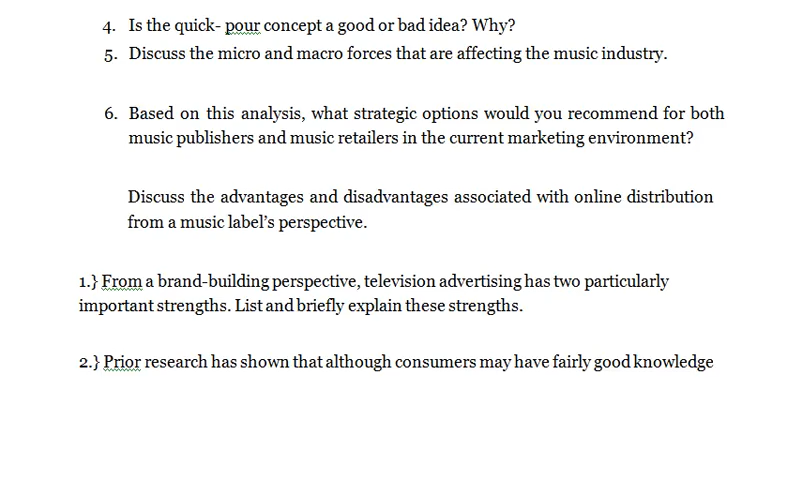 4. Is the quick- pour concept a good or bad idea? Why?
5. Discuss the micro and macro forces that are affecting the music industry.
6. Based on this analysis, what strategic options would you recommend for both
music publishers and music retailers in the current marketing environment?
Discuss the advantages and disadvantages associated with online distribution
from a music label’s perspective.
1.} From a brand-building perspective, television advertising has two particularly
important strengths. List and briefly explain these strengths.
2.} Prior research has shown that although consumers may have fairly good knowledge